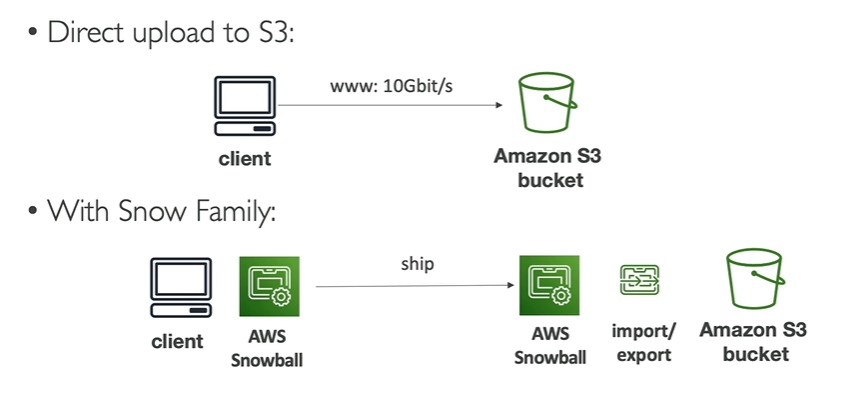 • Direct upload to S3:
www: 10Gbit/s
client
Amazon S3
bucket
• With Snow Family:
ship
client
AWS
Snowball
AWS
Snowball
import/
export
Amazon S3
bucket